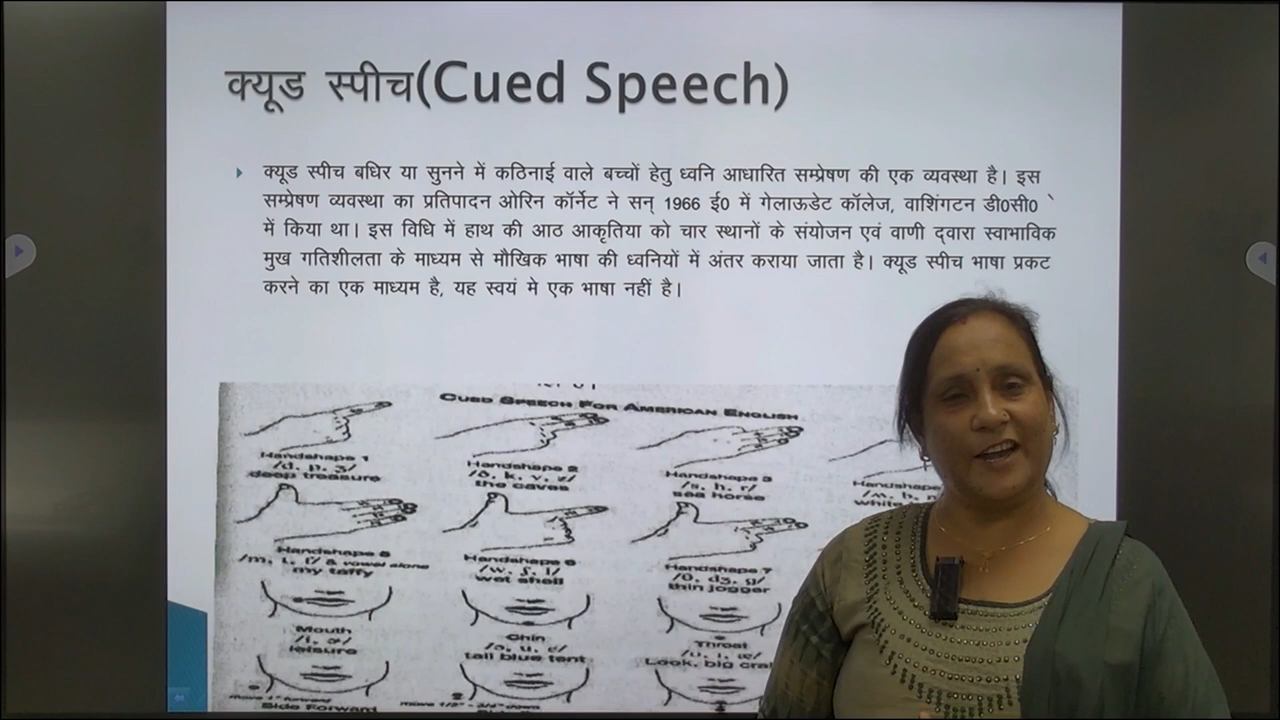 क्यूड स्पीच(Cued Speech)
क्यूड स्पीच बधिर या सुनने में कठिनाई वाले बच्चों हेतु ध्वनि आधारित सम्प्रेषण की एक व्यवस्था है। इस
सम्प्रेषण व्यवस्था का प्रतिपादन ओरिन कॉर्नेट ने सन् 1966 ई0 में गेलाऊडेट कॉलेज, वाशिंगटन डी0सी0 `
में किया था। इस विधि में हाथ की आठ आकृतिया को चार स्थानों के संयोजन एवं वाणी द्वारा स्वाभाविक
मुख गतिशीलता के माध्यम से मौखिक भाषा की ध्वनियों में अंतर कराया जाता है। क्यूड स्पीच भाषा प्रकट
करने का एक माध्यम है, यह स्वयं मे एक भाषा नहीं है।
CUED SPEECH FOR AMERICAN ENGLISH
Handshape 1 Handshape 2 Handshape 3 Handshape
/d, p, ʒ/ /ð, k, v, z/ /s, h, r/
deep treasure the caves sea horse
Handshape 5 Handshape 6 Handshape 7
/m, t, f/ & vowel alone /w, ʃ, l/ /θ, dʒ, g/
my taffy wet shell thin jogger
Mouth Chin Throat
leisure tall blue tent Look, big
Side Forward